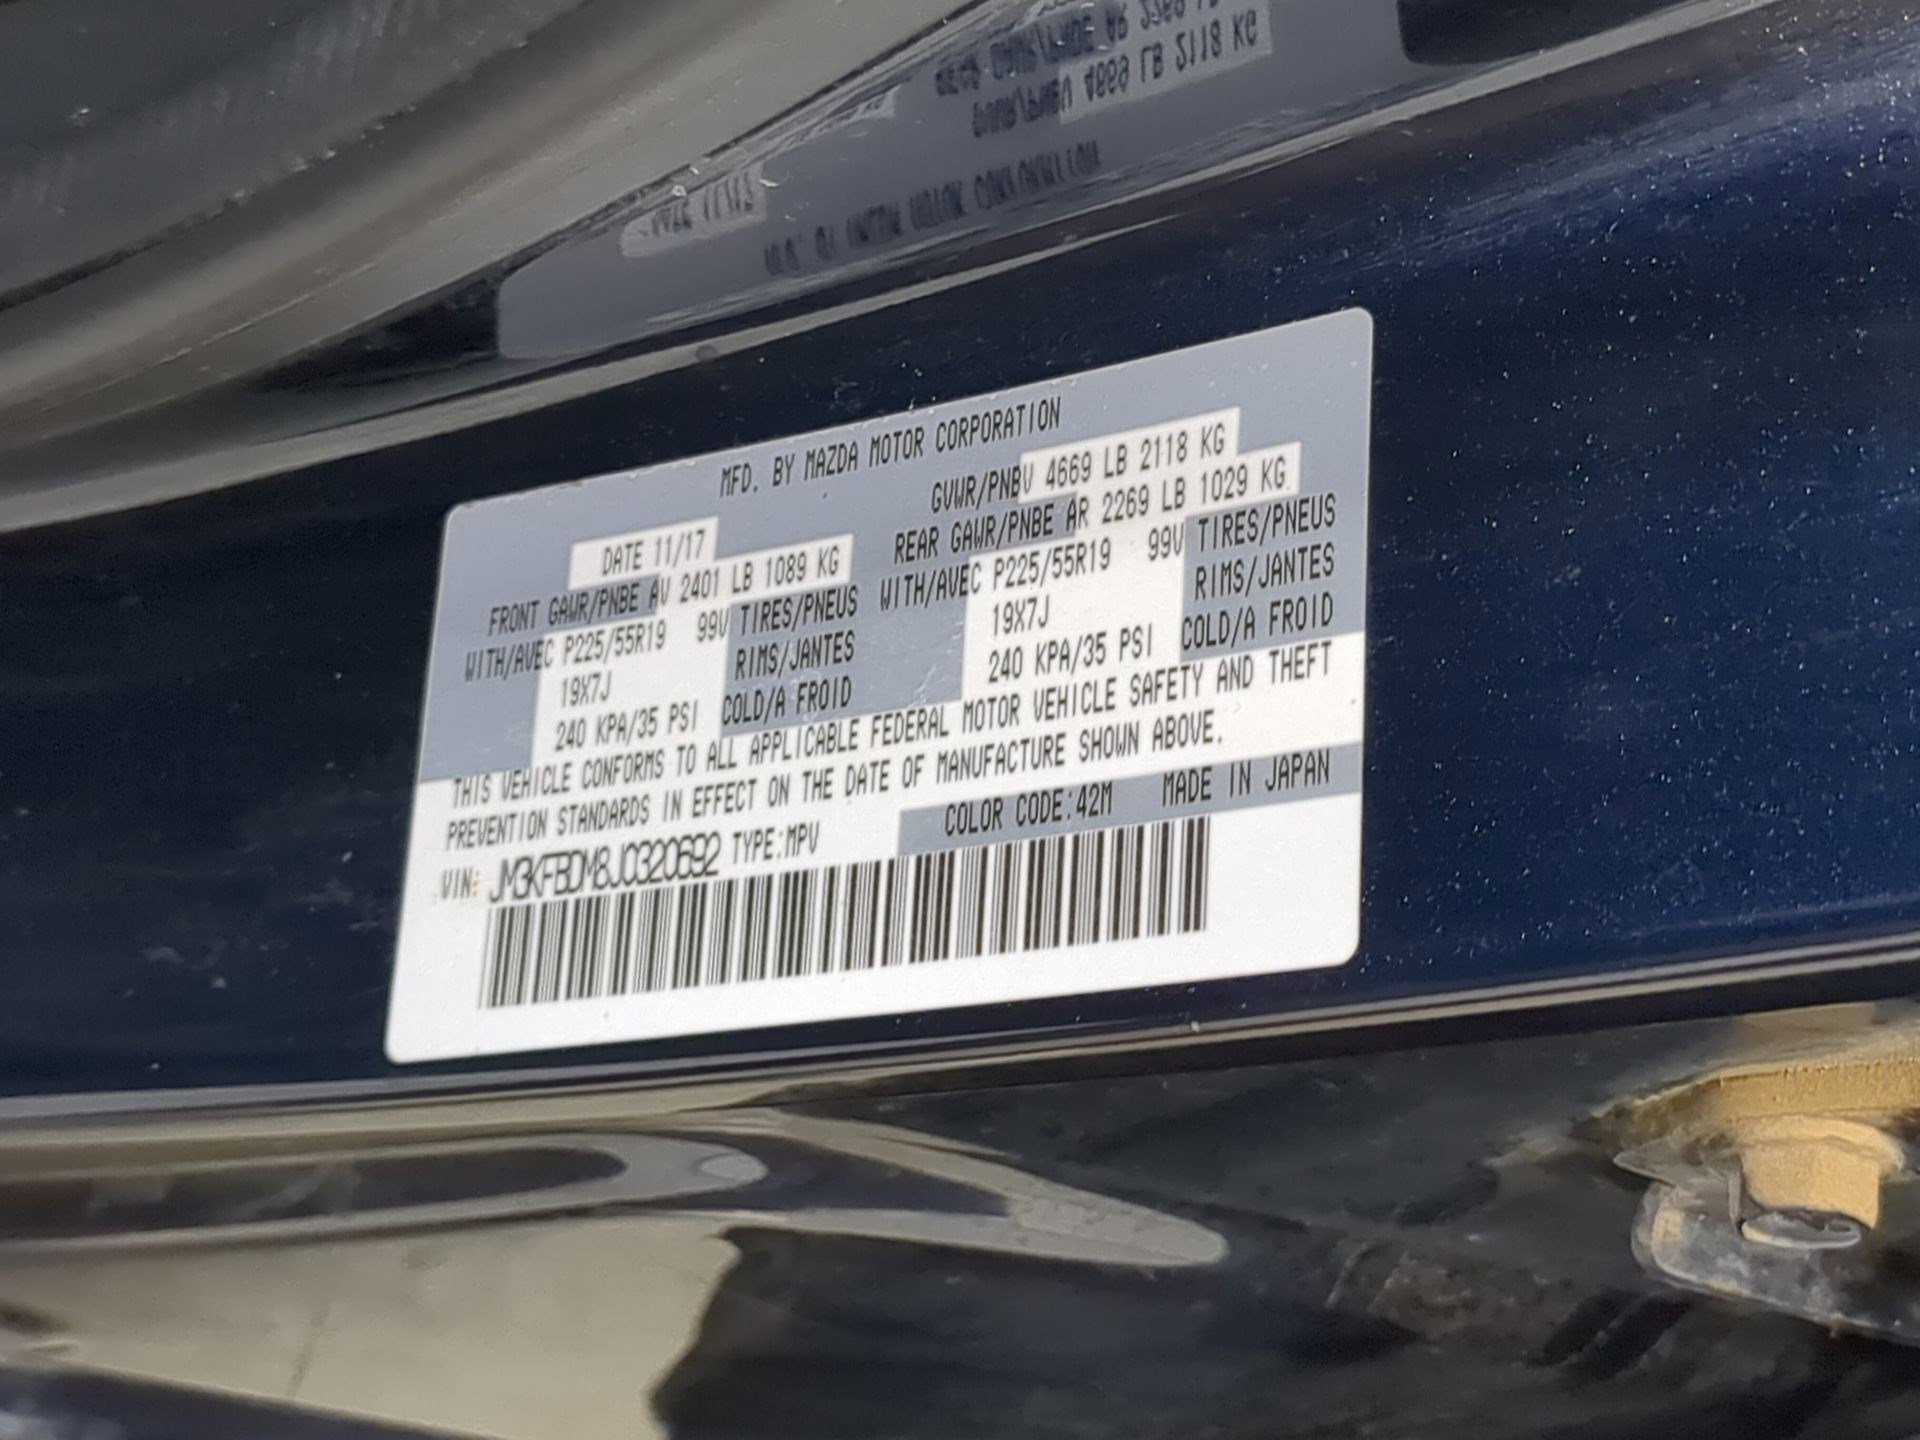 MFD. BY MAZDA MOTOR CORPORATION
GVWR/PNBV 4669 LB 2118 KG
DATE 11/17
FRONT GAWR/PNBE AV 2401 LB 1089 KG
REAR GAWR/PNBE AR 2269 LB 1029 KG
WITH/AVEC P225/55R19 99V TIRES/PNEUS
WITH/AVEC P225/55R19 99V TIRES/PNEUS
19X7J RIMS/JANTES
19X7J RIMS/JANTES
240 KPA/35 PSI COLD/A FROID
240 KPA/35 PSI COLD/A FROID
THIS VEHICLE CONFORMS TO ALL APPLICABLE FEDERAL MOTOR VEHICLE SAFETY AND THEFT
PREVENTION STANDARDS IN EFFECT ON THE DATE OF MANUFACTURE SHOWN ABOVE.
VIN: JM3KFBDM8J0320692 TYPE:MPV COLOR CODE:42M MADE IN JAPAN